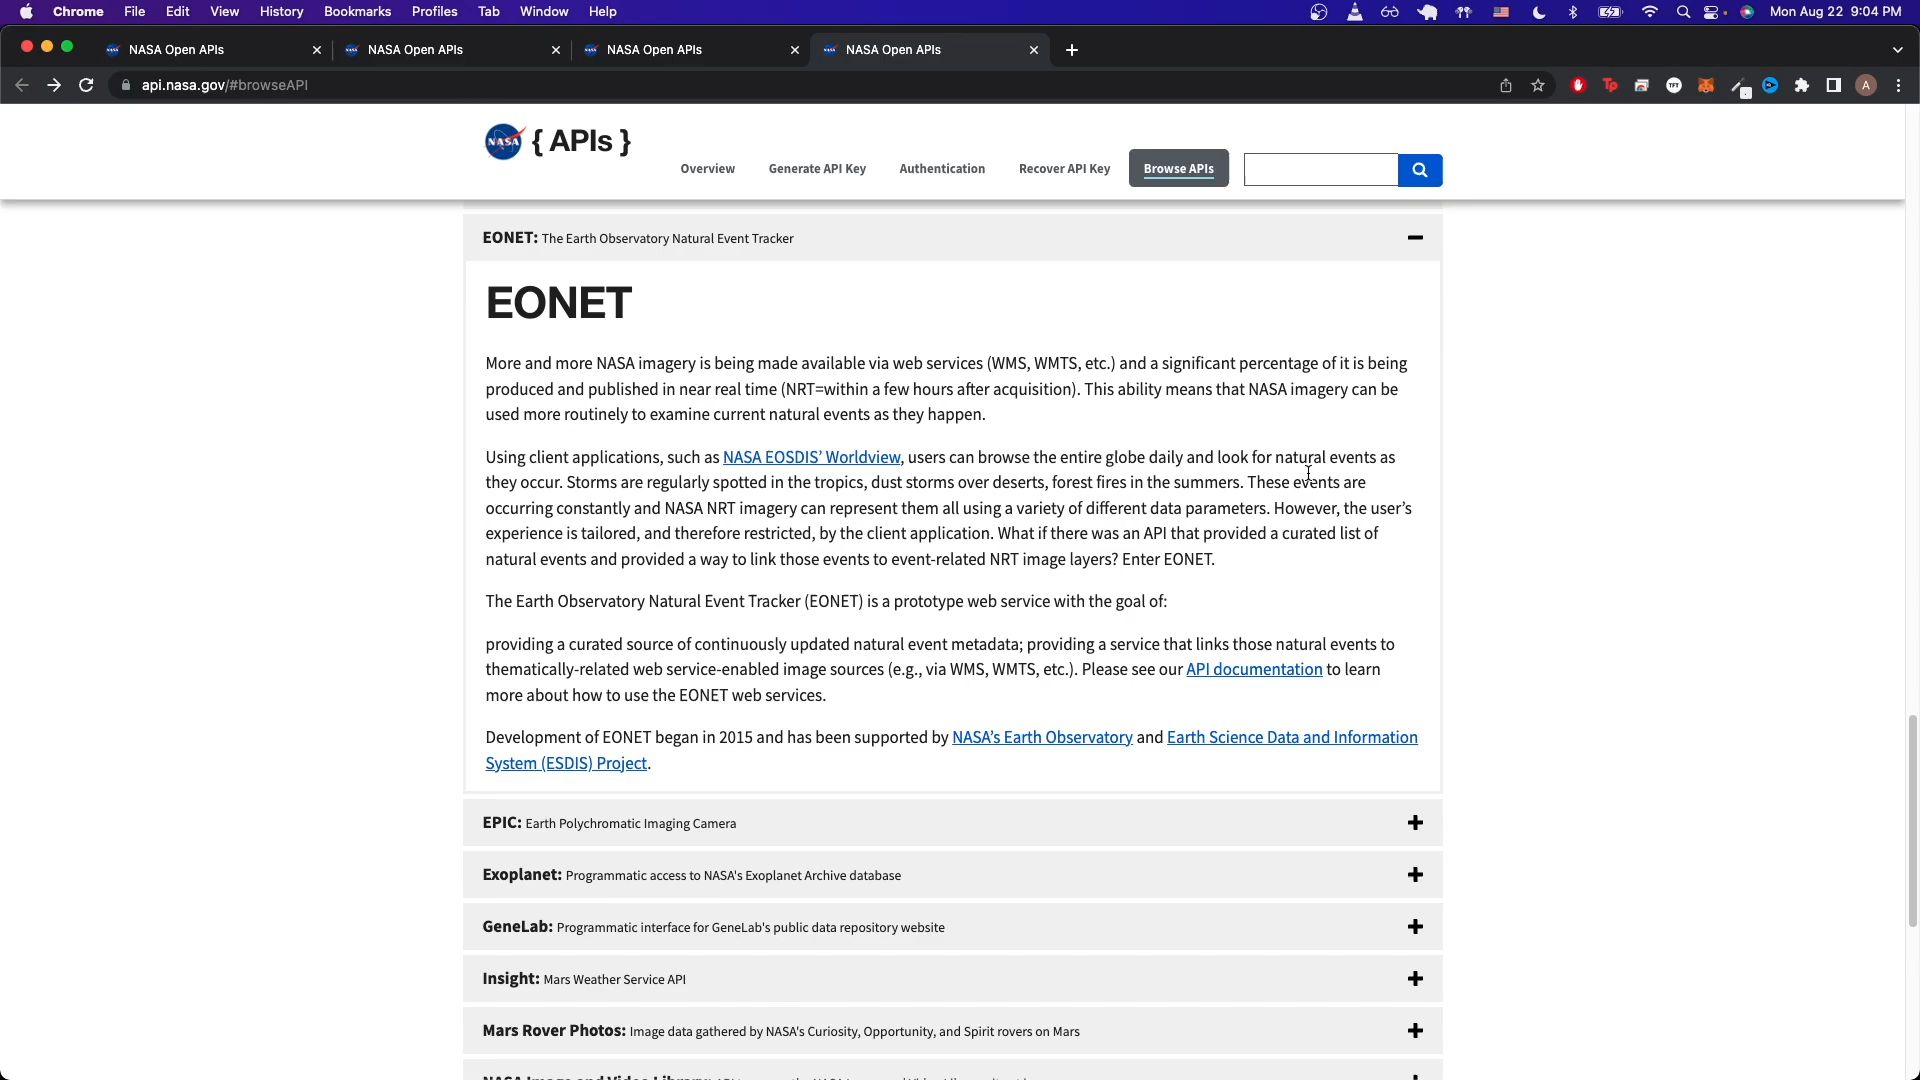 Chrome File Edit View History Bookmarks Profiles Tab Window Help Mon Aug 22 9:04 PM
NASA Open APIs NASA Open APIs NASA Open APIs NASA Open APIs
api.nasa.gov/#browseAPI
NASA { APIs }
Overview Generate API Key Authentication Recover API Key Browse APIs
EONET: The Earth Observatory Natural Event Tracker
EONET
More and more NASA imagery is being made available via web services (WMS, WMTS, etc.) and a significant percentage of it is being
produced and published in near real time (NRT=within a few hours after acquisition). This ability means that NASA imagery can be
used more routinely to examine current natural events as they happen.
Using client applications, such as NASA EOSDIS’ Worldview, users can browse the entire globe daily and look for natural events as
they occur. Storms are regularly spotted in the tropics, dust storms over deserts, forest fires in the summers. These events are
occurring constantly and NASA NRT imagery can represent them all using a variety of different data parameters. However, the user’s
experience is tailored, and therefore restricted, by the client application. What if there was an API that provided a curated list of
natural events and provided a way to link those events to event-related NRT image layers? Enter EONET.
The Earth Observatory Natural Event Tracker (EONET) is a prototype web service with the goal of:
providing a curated source of continuously updated natural event metadata; providing a service that links those natural events to
thematically-related web service-enabled image sources (e.g., via WMS, WMTS, etc.). Please see our API documentation to learn
more about how to use the EONET web services.
Development of EONET began in 2015 and has been supported by NASA’s Earth Observatory and Earth Science Data and Information
System (ESDIS) Project.
EPIC: Earth Polychromatic Imaging Camera
Exoplanet: Programmatic access to NASA's Exoplanet Archive database
GeneLab: Programmatic interface for GeneLab's public data repository website
Insight: Mars Weather Service API
Mars Rover Photos: Image data gathered by NASA's Curiosity, Opportunity, and Spirit rovers on Mars